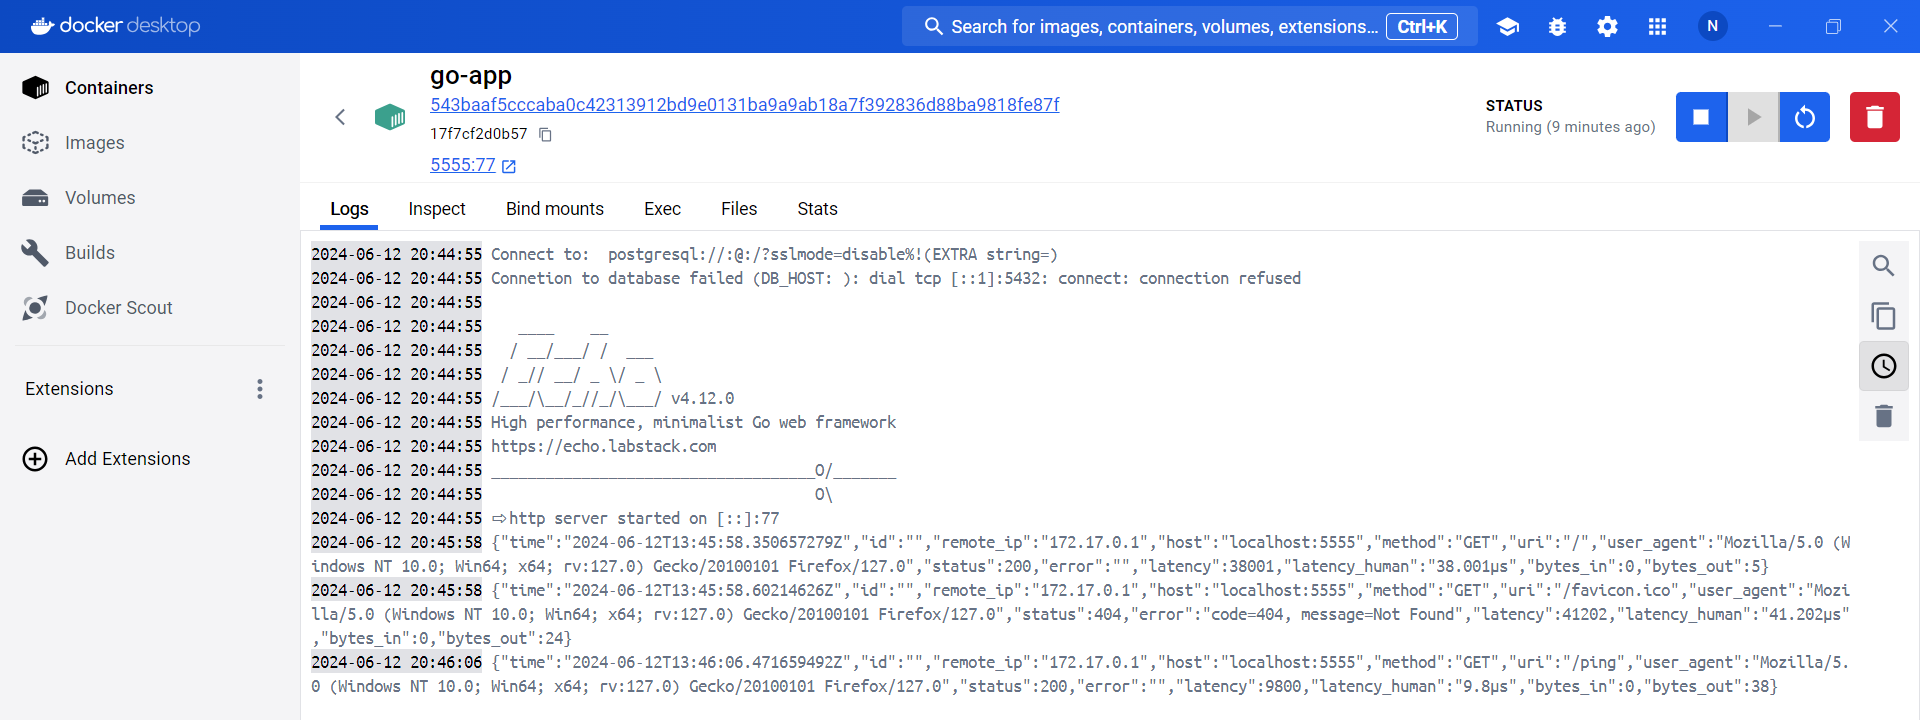 docker desktop
Search for images, containers, volumes, extensions... Ctrl+K
N
Containers
Images
Volumes
Builds
Docker Scout
Extensions
Add Extensions
go-app
543baaf5cccaba0c42313912bd9e0131ba9a9ab18a7f392836d88ba9818fe87f
17f7cf2d0b57
5555:77
STATUS
Running (9 minutes ago)
Logs Inspect Bind mounts Exec Files Stats
2024-06-12 20:44:55 Connect to:  postgresql://:@:/?sslmode=disable%!(EXTRA string=)
2024-06-12 20:44:55 Connetion to database failed (DB_HOST: ): dial tcp [::1]:5432: connect: connection refused
2024-06-12 20:44:55
2024-06-12 20:44:55    ____    __
2024-06-12 20:44:55   / __/___/ /  ___
2024-06-12 20:44:55  / _// __/ _ \/ _ \
2024-06-12 20:44:55 /___/\__/_//_/\___/ v4.12.0
2024-06-12 20:44:55 High performance, minimalist Go web framework
2024-06-12 20:44:55 https://echo.labstack.com
2024-06-12 20:44:55 ____________________________________O/_______
2024-06-12 20:44:55                                     O\
2024-06-12 20:44:55 ⇨http server started on [::]:77
2024-06-12 20:45:58 {"time":"2024-06-12T13:45:58.350657279Z","id":"","remote_ip":"172.17.0.1","host":"localhost:5555","method":"GET","uri":"/","user_agent":"Mozilla/5.0 (W
indows NT 10.0; Win64; x64; rv:127.0) Gecko/20100101 Firefox/127.0","status":200,"error":"","latency":38001,"latency_human":"38.001µs","bytes_in":0,"bytes_out":5}
2024-06-12 20:45:58 {"time":"2024-06-12T13:45:58.60214626Z","id":"","remote_ip":"172.17.0.1","host":"localhost:5555","method":"GET","uri":"/favicon.ico","user_agent":"Mozi
lla/5.0 (Windows NT 10.0; Win64; x64; rv:127.0) Gecko/20100101 Firefox/127.0","status":404,"error":"code=404, message=Not Found","latency":41202,"latency_human":"41.202µs"
,"bytes_in":0,"bytes_out":24}
2024-06-12 20:46:06 {"time":"2024-06-12T13:46:06.471659492Z","id":"","remote_ip":"172.17.0.1","host":"localhost:5555","method":"GET","uri":"/ping","user_agent":"Mozilla/5.
0 (Windows NT 10.0; Win64; x64; rv:127.0) Gecko/20100101 Firefox/127.0","status":200,"error":"","latency":9800,"latency_human":"9.8µs","bytes_in":0,"bytes_out":38}